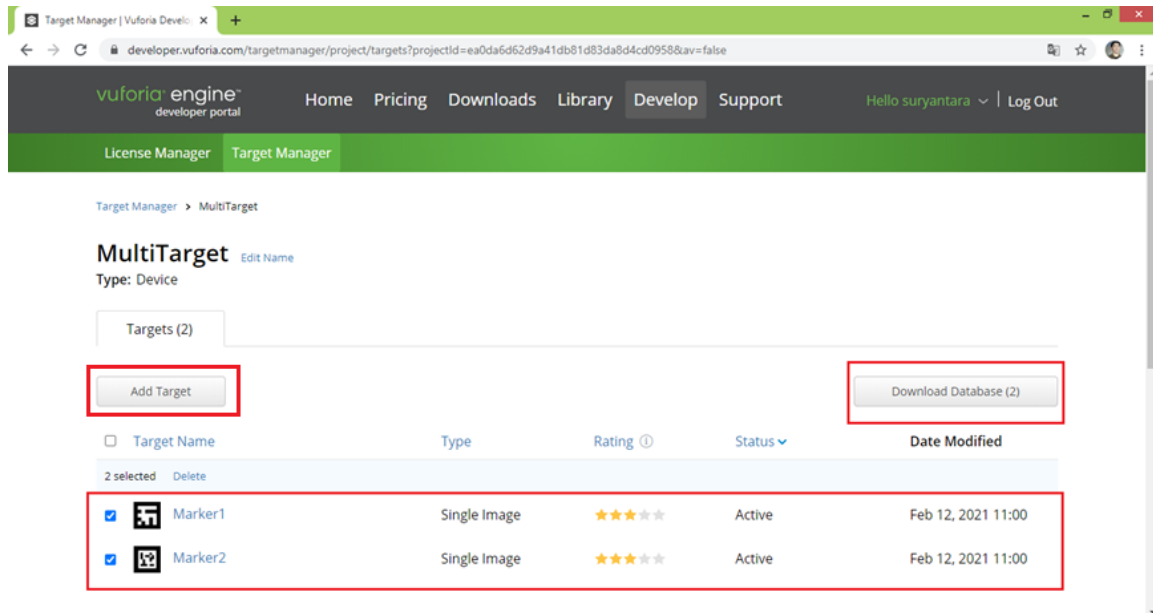 Target Manager | Vuforia Develo
developer.vuforia.com/targetmanager/project/targets?projectId=ea0da6d62d9a41db81d83da8d4cd0958&av=false
vuforia engine™
developer portal
Home Pricing Downloads Library Develop Support
Hello suryantara | Log Out
License Manager Target Manager
Target Manager > MultiTarget
MultiTarget Edit Name
Type: Device
Targets (2)
Add Target Download Database (2)
Target Name Type Rating Status Date Modified
2 selected Delete
Marker1 Single Image Active Feb 12, 2021 11:00
Marker2 Single Image Active Feb 12, 2021 11:00